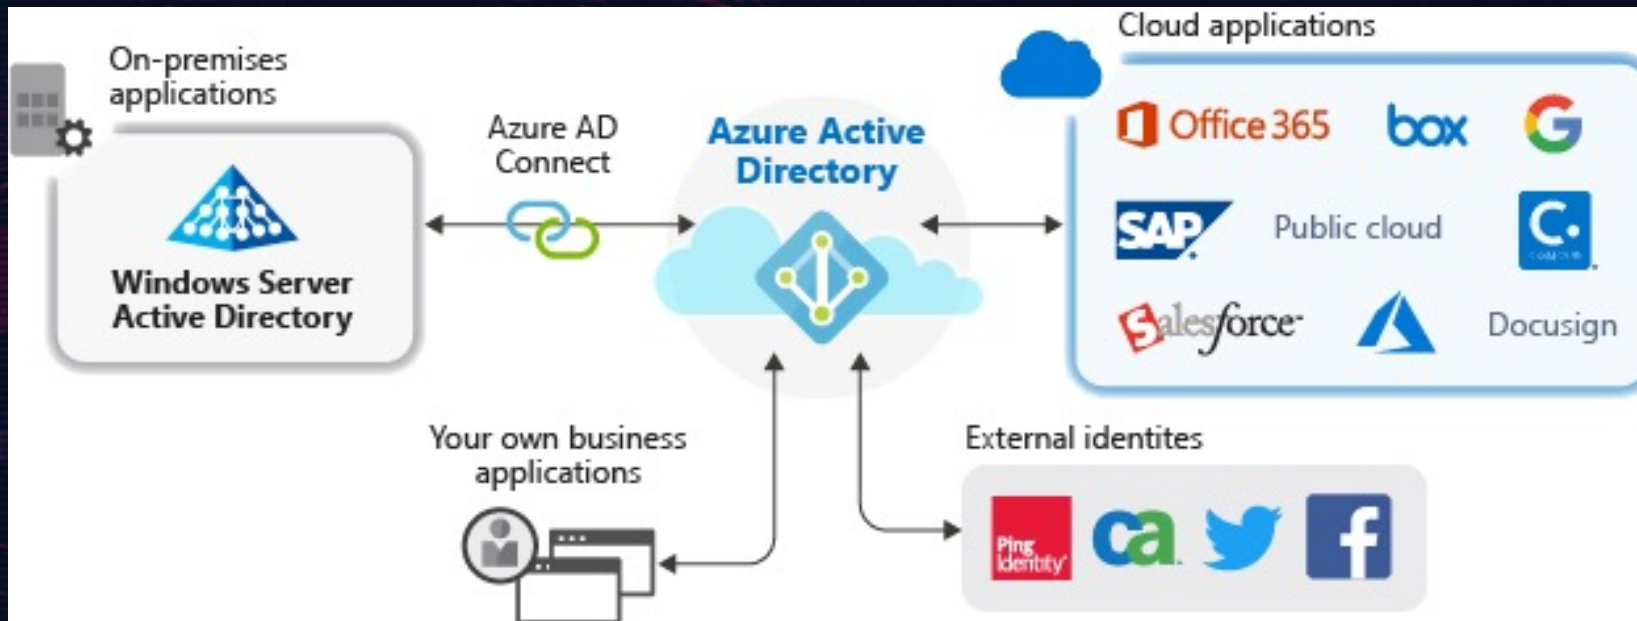 On-premises
applications
Windows Server
Active Directory
Azure AD
Connect
Azure Active
Directory
Cloud applications
Office 365
box
G
SAP
Public cloud
C.
salesforce
Docusign
Your own business
applications
External identites
Ping
Identity
ca
f